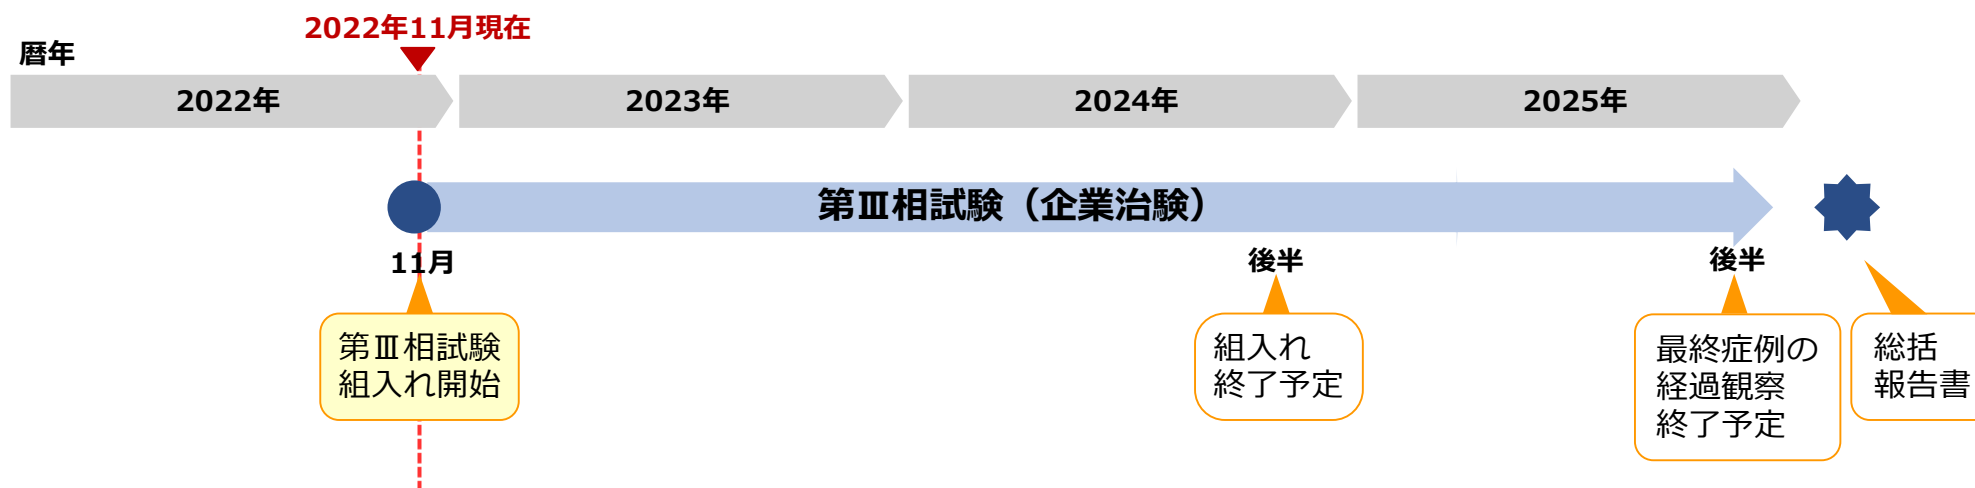 2022年11月現在
暦年
2022年
2023年
2024年
2025年
第Ⅲ相試験（企業治験）
11月
後半
後半
第Ⅲ相試験
組入れ開始
組入れ
終了予定
最終症例の
経過観察
終了予定
総括
報告書